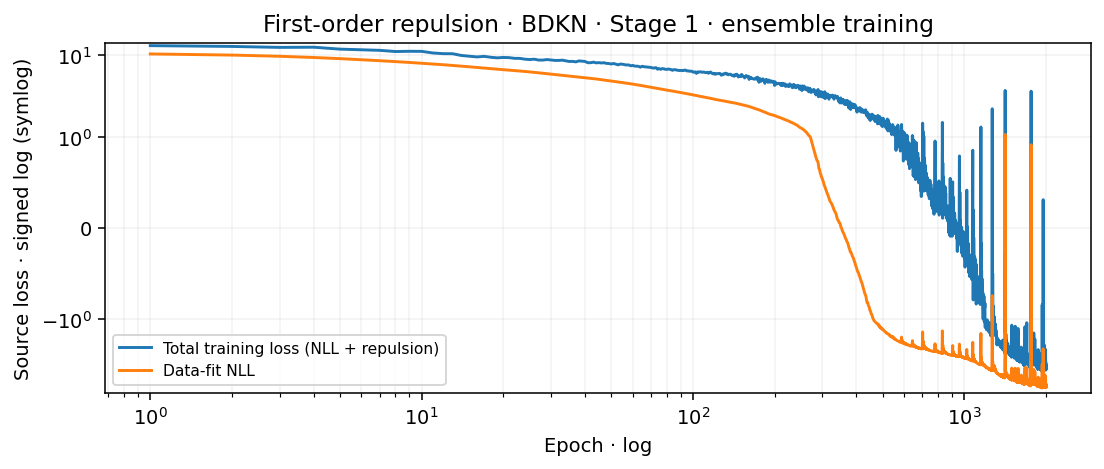 First-order repulsion · BDKN · Stage 1 · ensemble training
Source loss · signed log (symlog)
10¹
10⁰
0
−10⁰
Total training loss (NLL + repulsion)
Data-fit NLL
10⁰ 10¹ 10² 10³
Epoch · log